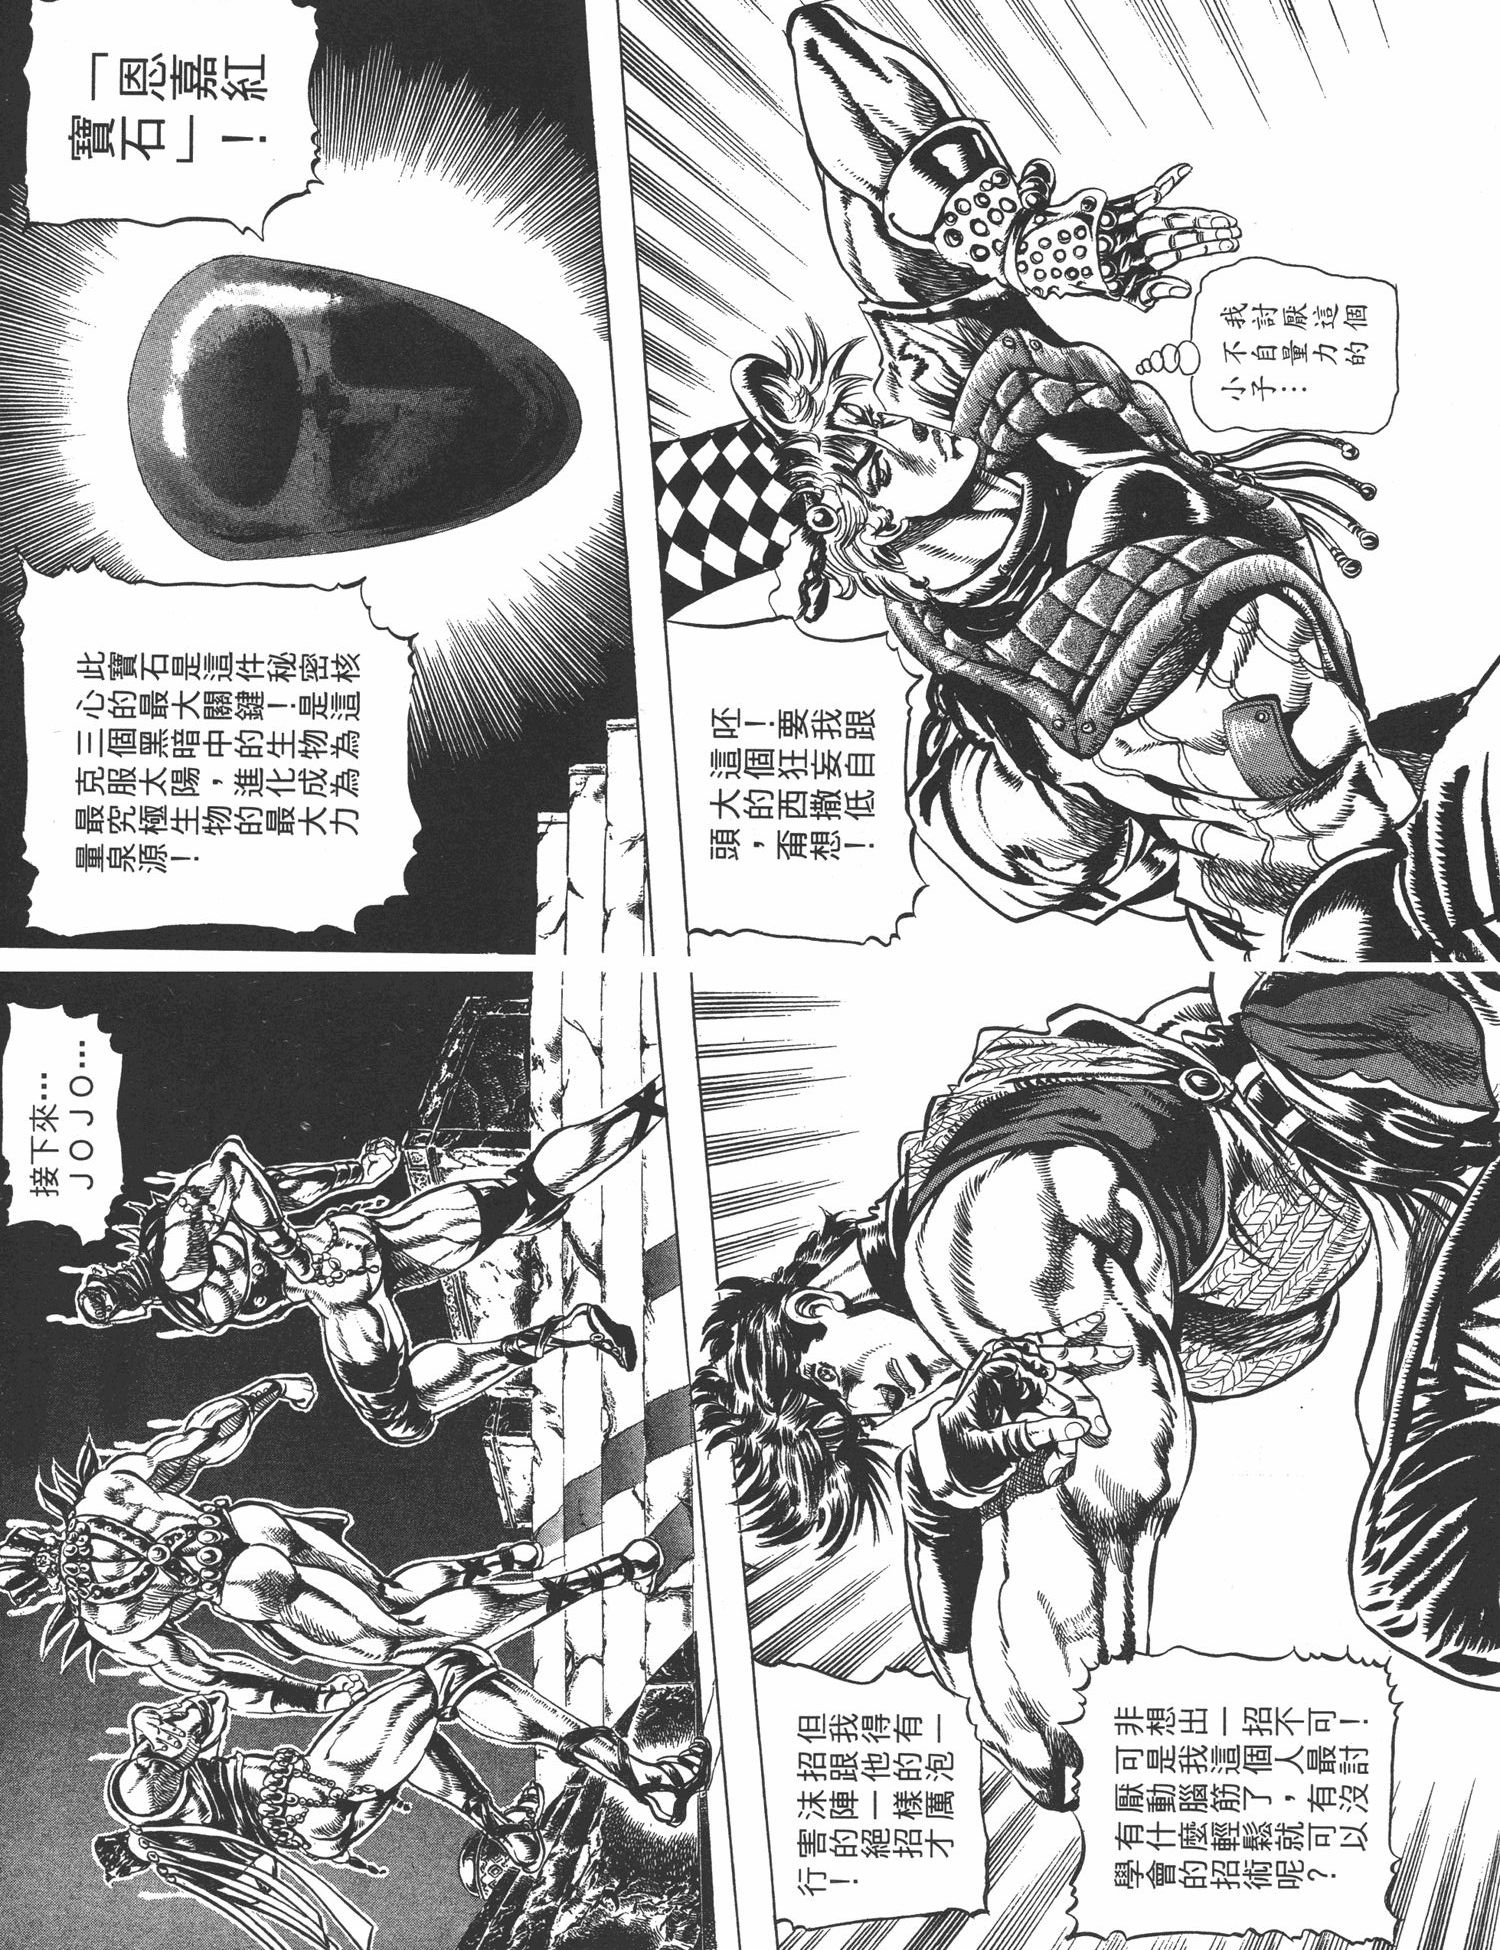 「恩嘉紅
寶石」！
此寶石是這件秘密核
心的最大關鍵！是這
三個黑暗中的生物為
克服太陽，進化成為
最究極生物的最大力
量泉源！
接下來…
JOJO…
我討厭這個
不自量力的
小子…
呸！要我跟
這個狂妄自
大的西撒低
頭，甭想！
但我得有一
招跟他的泡
沫陣一樣厲
害的絕招才
行！
非想出一招不可！
可是我這個人最討
厭動腦筋了，有沒
有什麼輕鬆就可以
學會的招術呢？